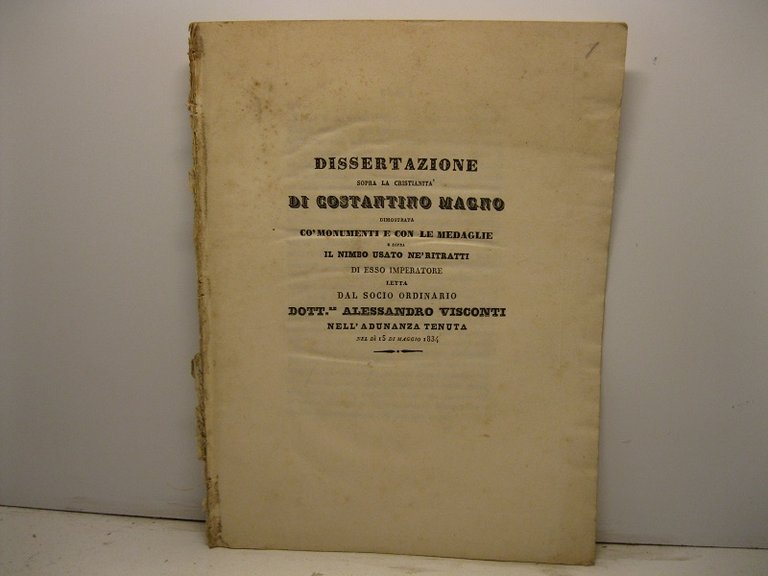 DISSERTAZIONE
SOPRA LA CRISTIANITA'
DI COSTANTINO MAGNO
DIMOSTRATA
CO'MONUMENTI E CON LE MEDAGLIE
E SOPRA
IL NIMBO USATO NE'RITRATTI
DI ESSO IMPERATORE
LETTA
DAL SOCIO ORDINARIO
DOTT.RE ALESSANDRO VISCONTI
NELL'ADUNANZA TENUTA
NEL DÌ 15 DI MAGGIO 1834